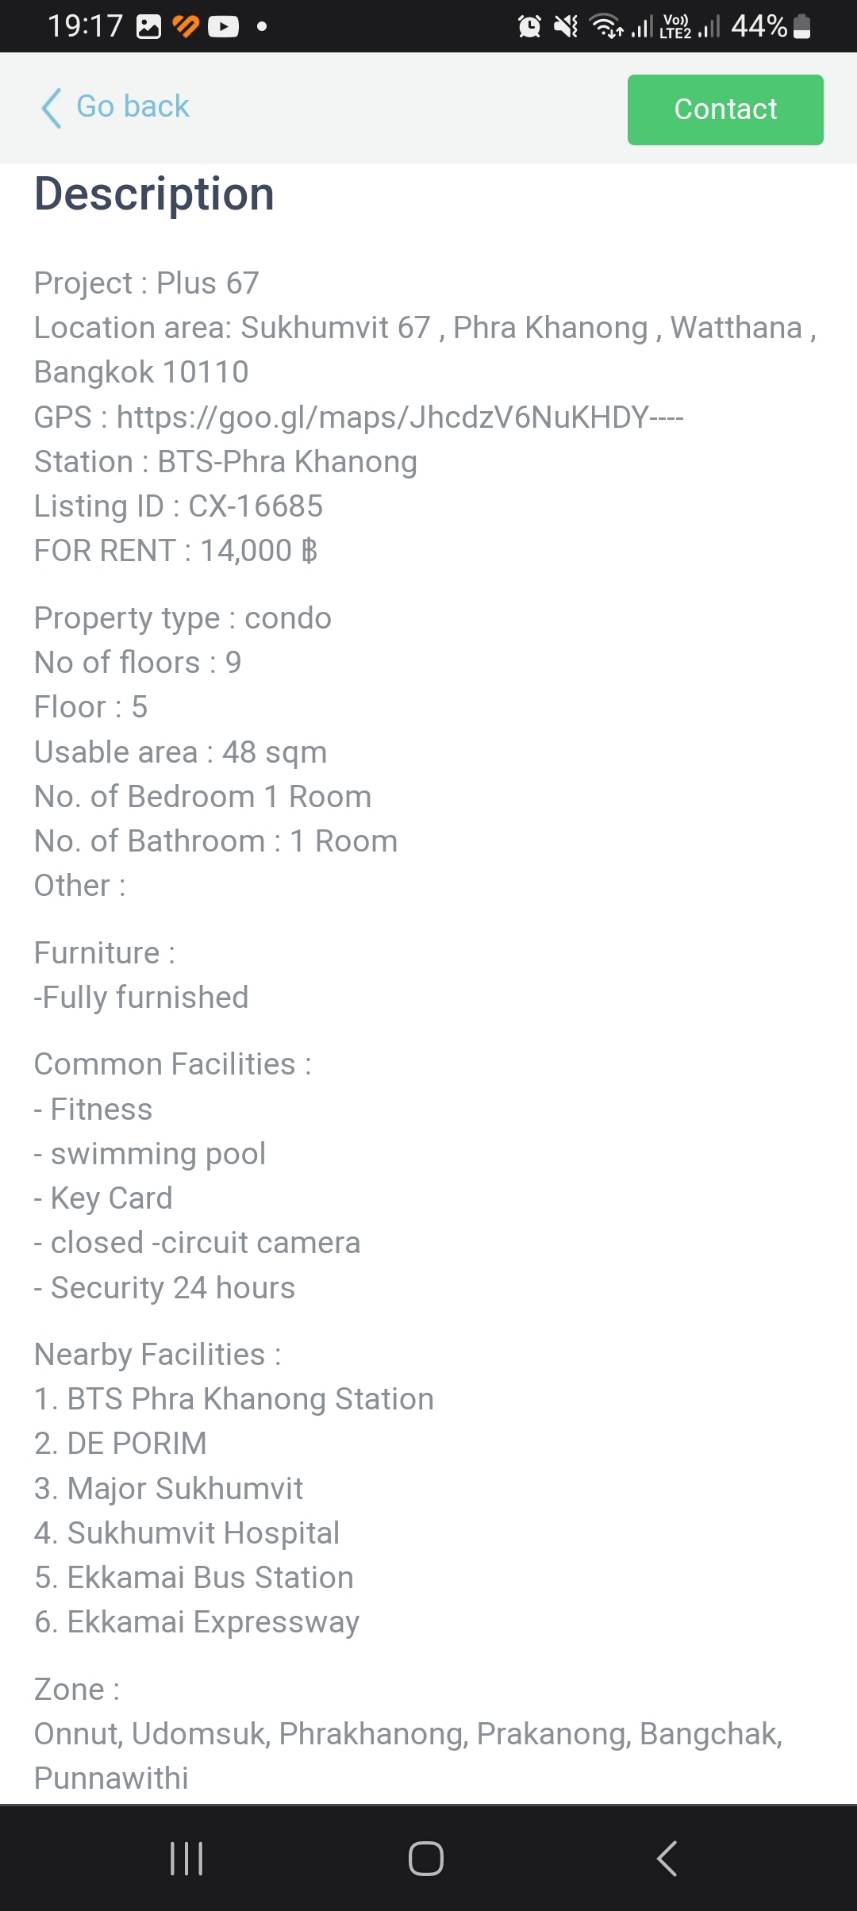 19:17
Vo))
LTE2
44%
Go back
Contact
Description
Project : Plus 67
Location area: Sukhumvit 67 , Phra Khanong , Watthana ,
Bangkok 10110
GPS : https://goo.gl/maps/JhcdzV6NuKHDY----
Station : BTS-Phra Khanong
Listing ID : CX-16685
FOR RENT : 14,000 ฿
Property type : condo
No of floors : 9
Floor : 5
Usable area : 48 sqm
No. of Bedroom 1 Room
No. of Bathroom : 1 Room
Other :
Furniture :
-Fully furnished
Common Facilities :
- Fitness
- swimming pool
- Key Card
- closed -circuit camera
- Security 24 hours
Nearby Facilities :
1. BTS Phra Khanong Station
2. DE PORIM
3. Major Sukhumvit
4. Sukhumvit Hospital
5. Ekkamai Bus Station
6. Ekkamai Expressway
Zone :
Onnut, Udomsuk, Phrakhanong, Prakanong, Bangchak,
Punnawithi